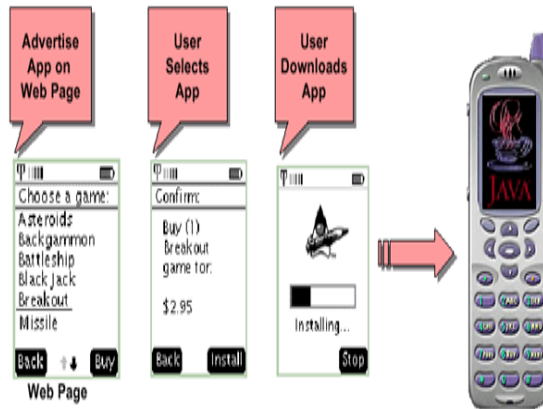 Advertise
App on
Web Page
User
Selects
App
User
Downloads
App
Choose a game:
Asteroids
Backgammon
Battleship
Black Jack
Breakout
Missile
Back
Buy
Web Page
Confirm:
Buy (1)
Breakout
game for:
$2.95
Back
Install
Installing...
Stop
JAVA